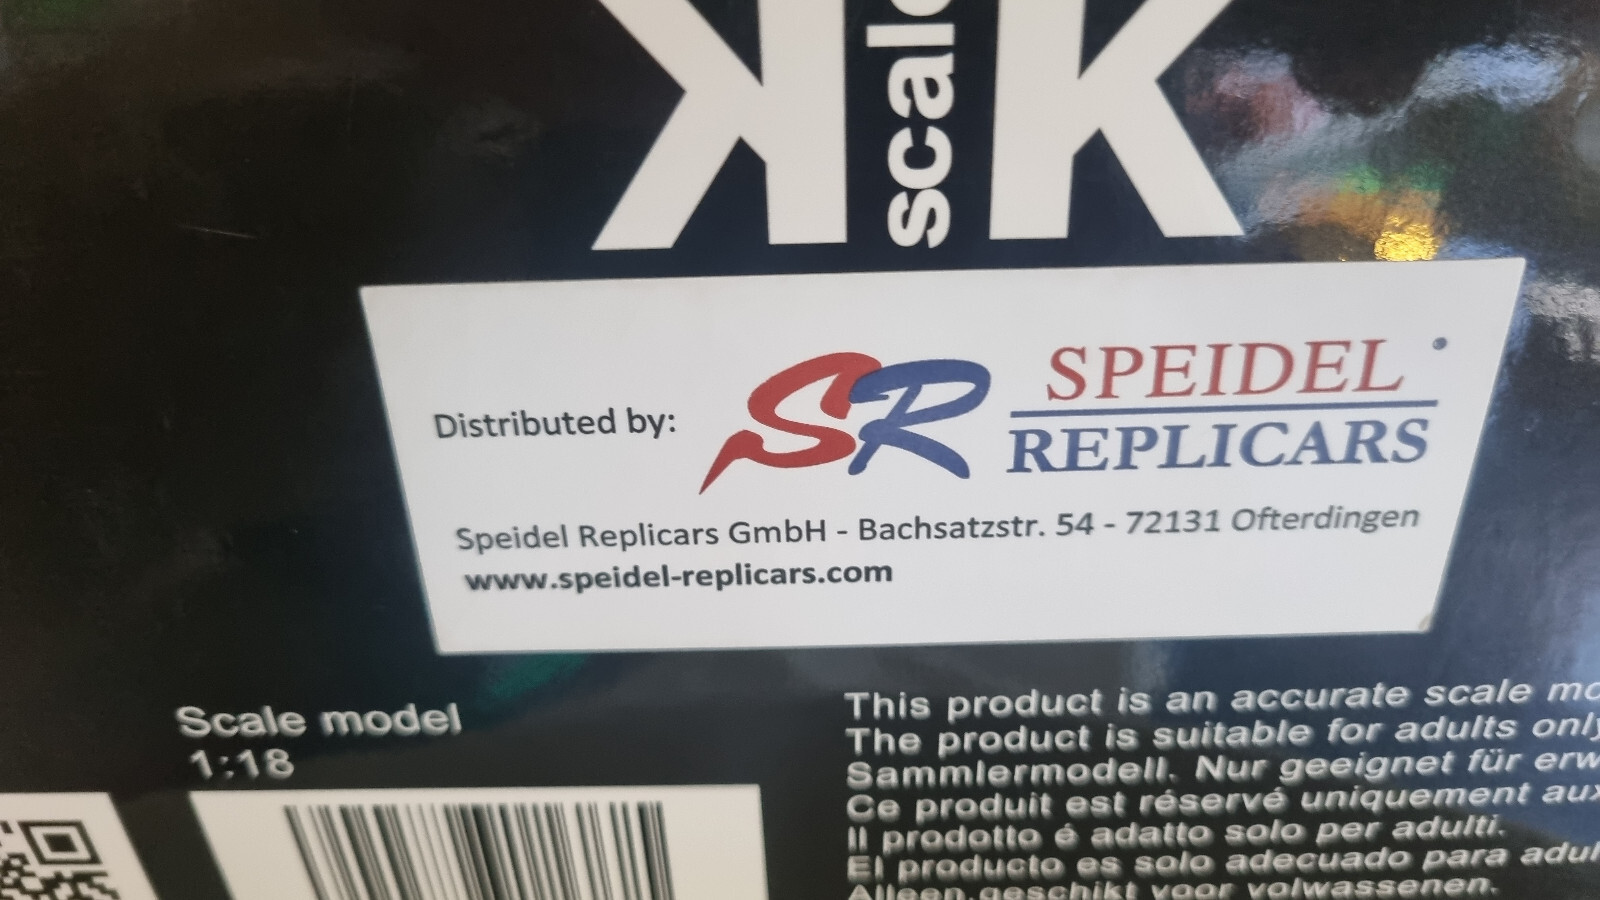 KK
scale
Distributed by:
SR
SPEIDEL
REPLICARS
Speidel Replicars GmbH - Bachsatzstr. 54 - 72131 Ofterdingen
www.speidel-replicars.com
Scale model
1:18
This product is an accurate scale
The product is suitable for adults only
Sammlermodell. Nur geeignet für
Ce produit est réservé uniquement aux
Il prodotto é adatto solo per adulti.
El producto es solo adecuado para
Alleen geschikt voor volwassenen.